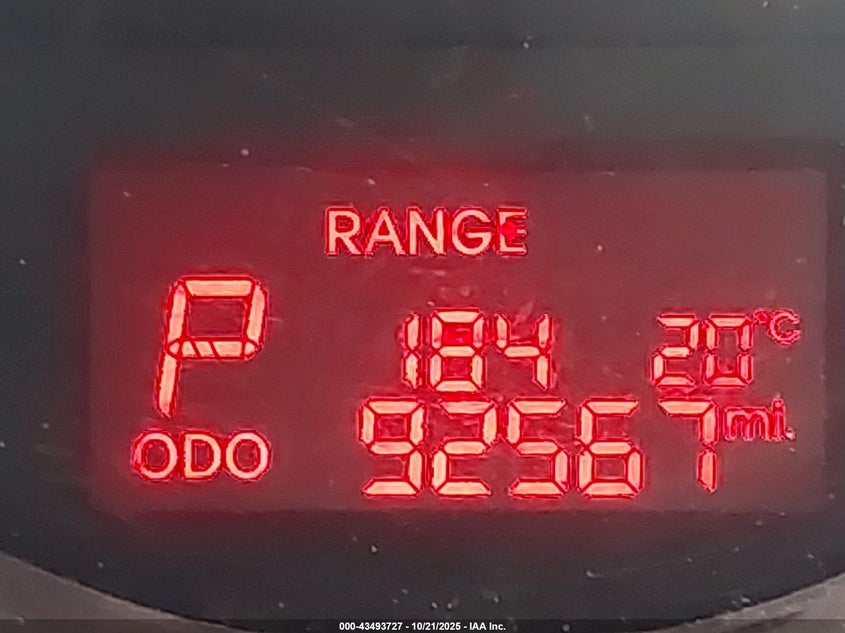 RANGE
P 184 20°C
ODO 92567 mi.
000-43493727 - 10/21/2025 - IAA Inc.